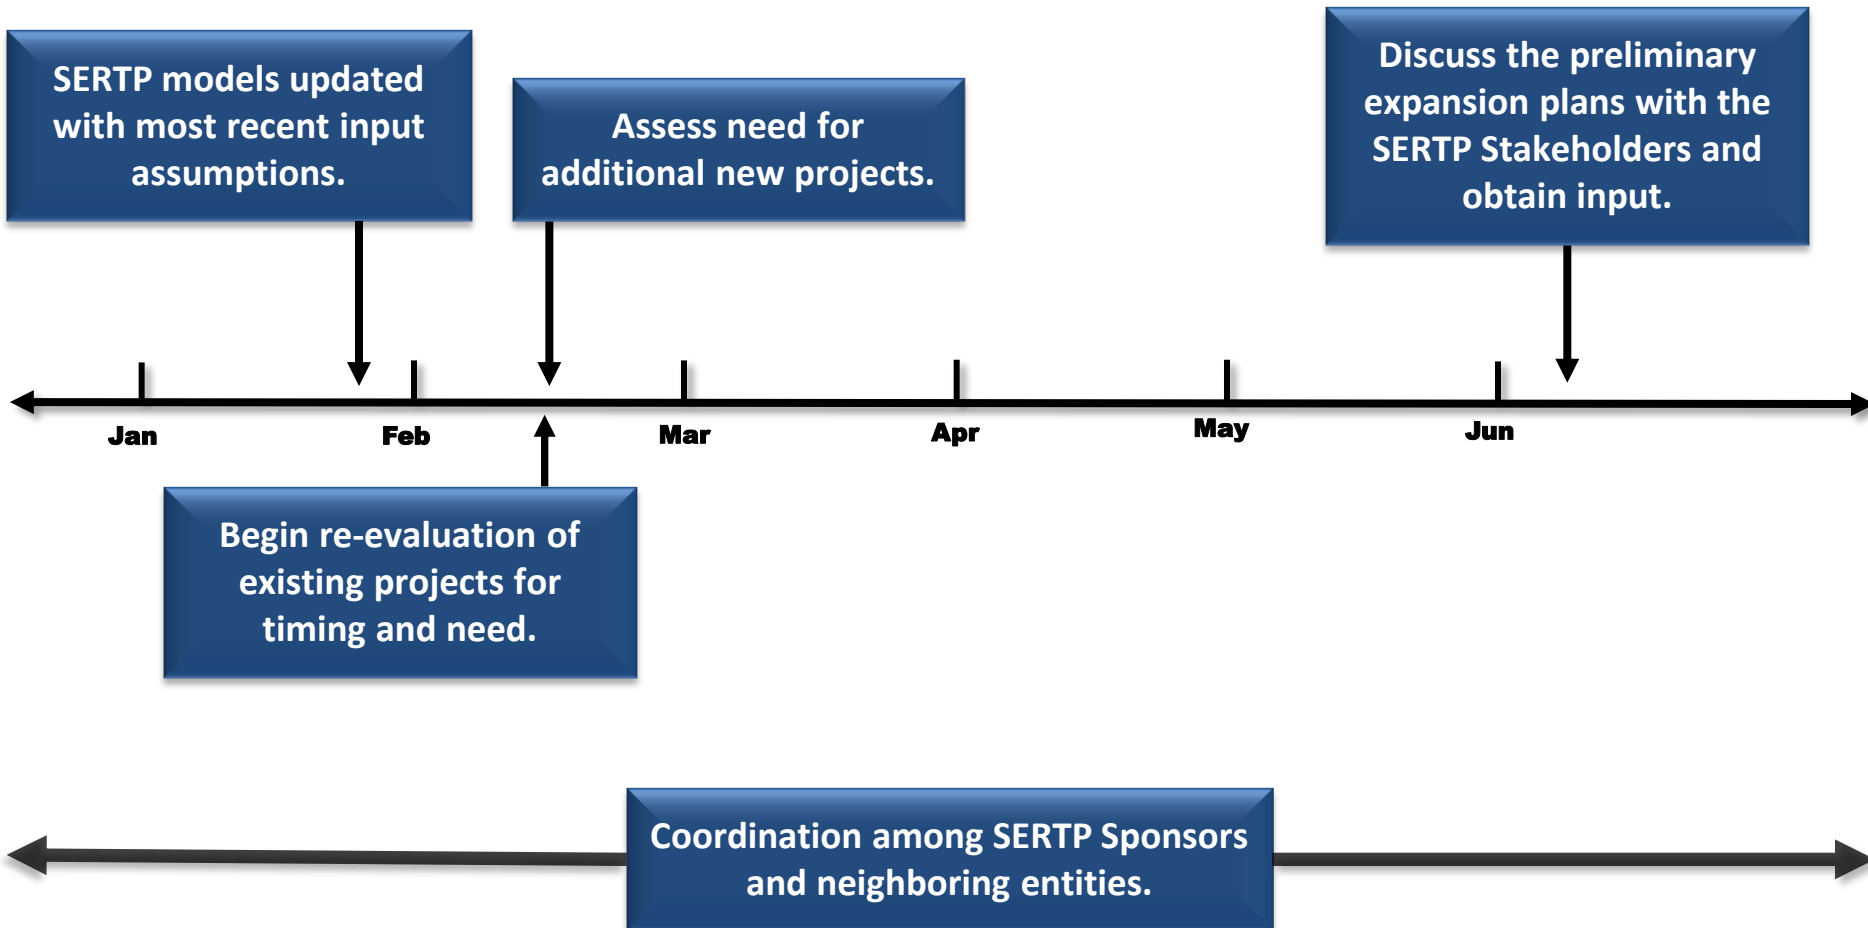 SERTP models updated
with most recent input
assumptions.
Assess need for
additional new projects.
Discuss the preliminary
expansion plans with the
SERTP Stakeholders and
obtain input.
Jan
Feb
Mar
Apr
May
Jun
Begin re-evaluation of
existing projects for
timing and need.
Coordination among SERTP Sponsors
and neighboring entities.